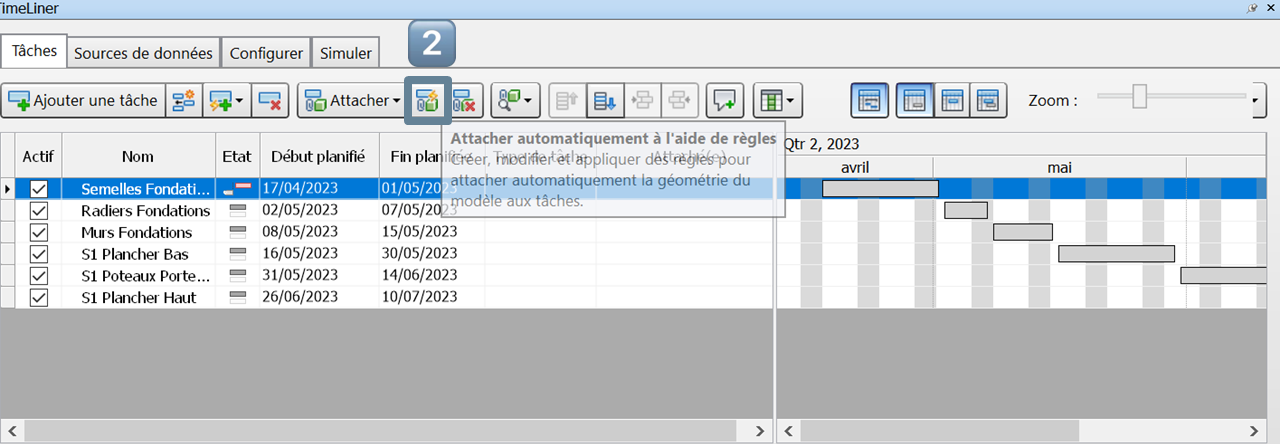 TimeLiner
2
Tâches Sources de données Configurer Simuler
Ajouter une tâche Attacher Zoom :
Attacher automatiquement à l'aide de règles
Créer, modifier et appliquer des règles pour
attacher automatiquement la géométrie du
modèle aux tâches.
Actif Nom Etat Début planifié Fin planifiée Type de tâche Attaché(e)
Qtr 2, 2023
avril mai
Semelles Fondati... 17/04/2023 01/05/2023
Radiers Fondations 02/05/2023 07/05/2023
Murs Fondations 08/05/2023 15/05/2023
S1 Plancher Bas 16/05/2023 30/05/2023
S1 Poteaux Porte... 31/05/2023 14/06/2023
S1 Plancher Haut 26/06/2023 10/07/2023